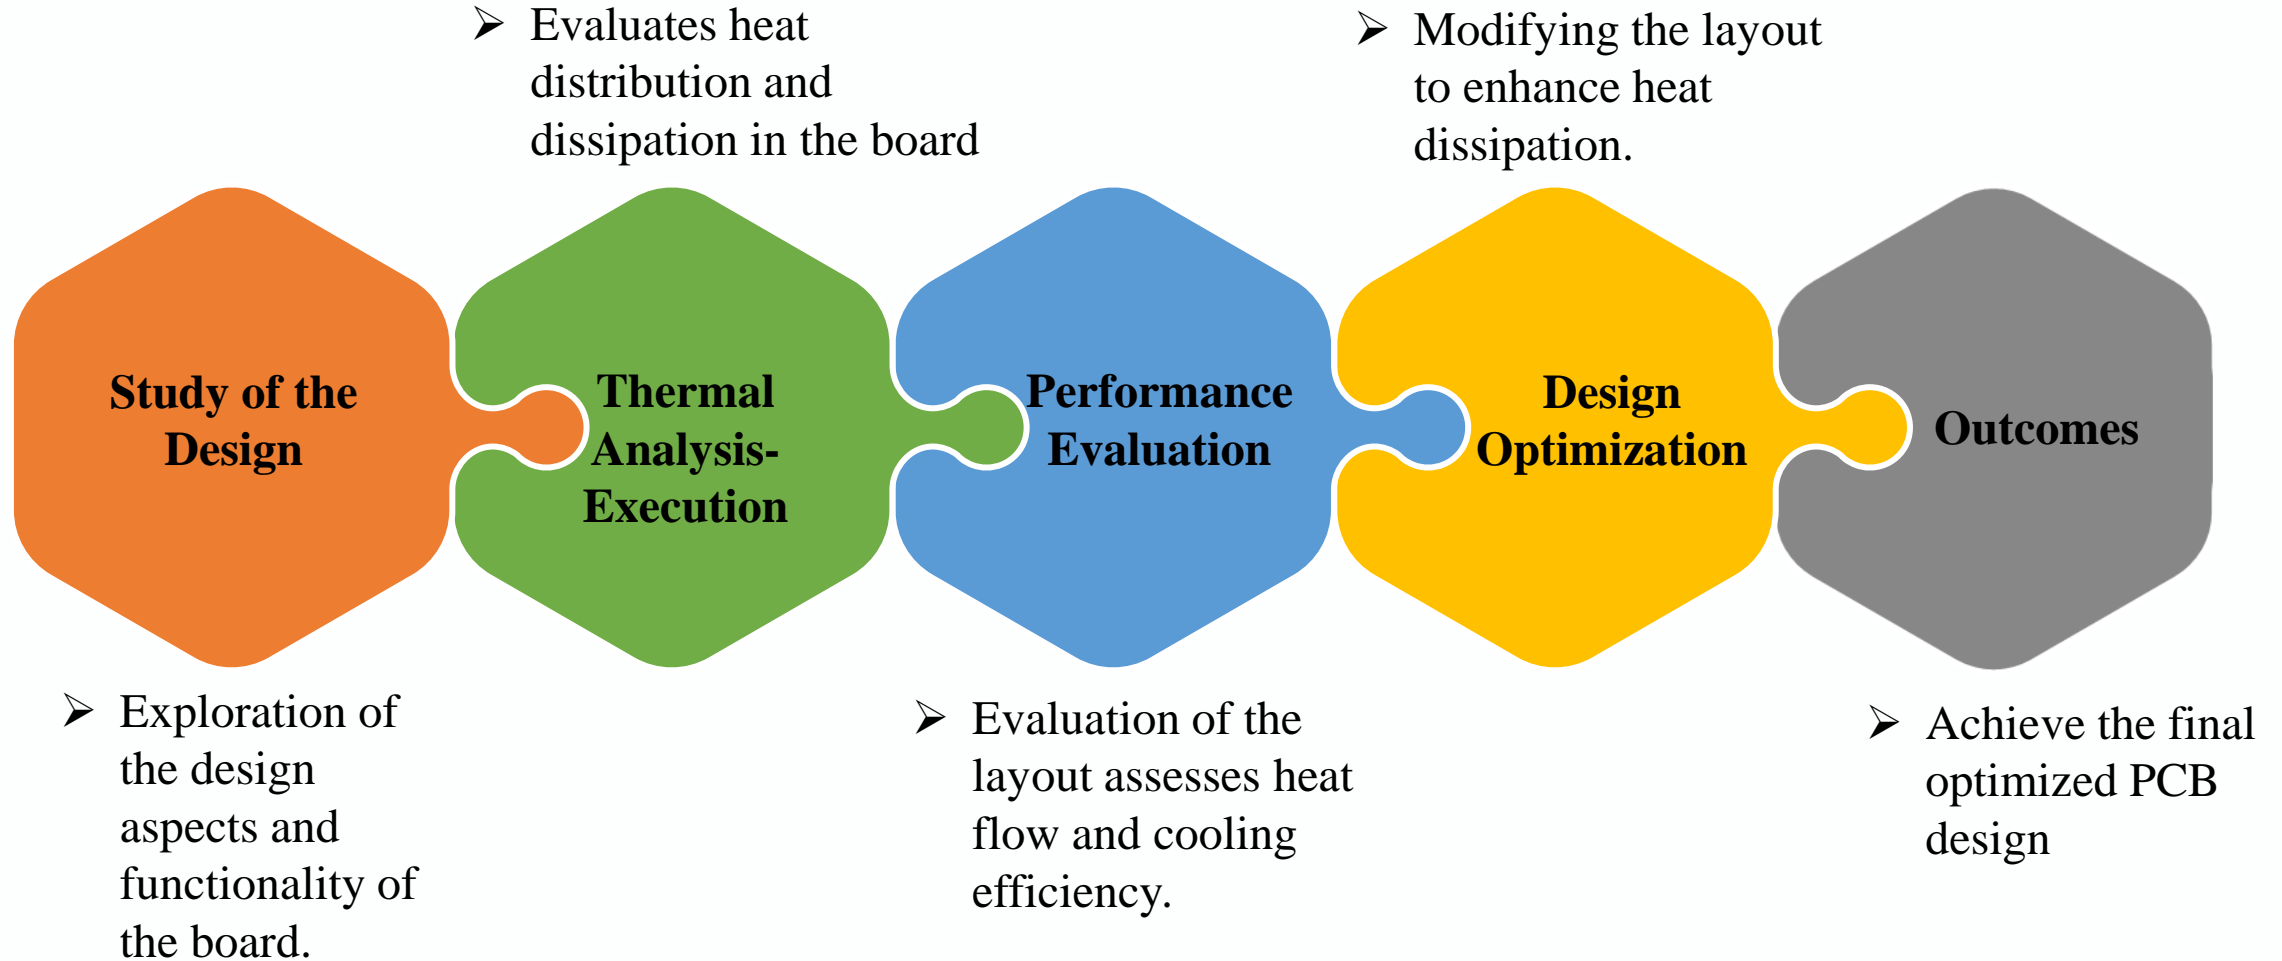 ➢ Evaluates heat
distribution and
dissipation in the board
➢ Modifying the layout
to enhance heat
dissipation.
Study of the
Design
Thermal
Analysis-
Execution
Performance
Evaluation
Design
Optimization
Outcomes
➢ Exploration of
the design
aspects and
functionality of
the board.
➢ Evaluation of the
layout assesses heat
flow and cooling
efficiency.
➢ Achieve the final
optimized PCB
design